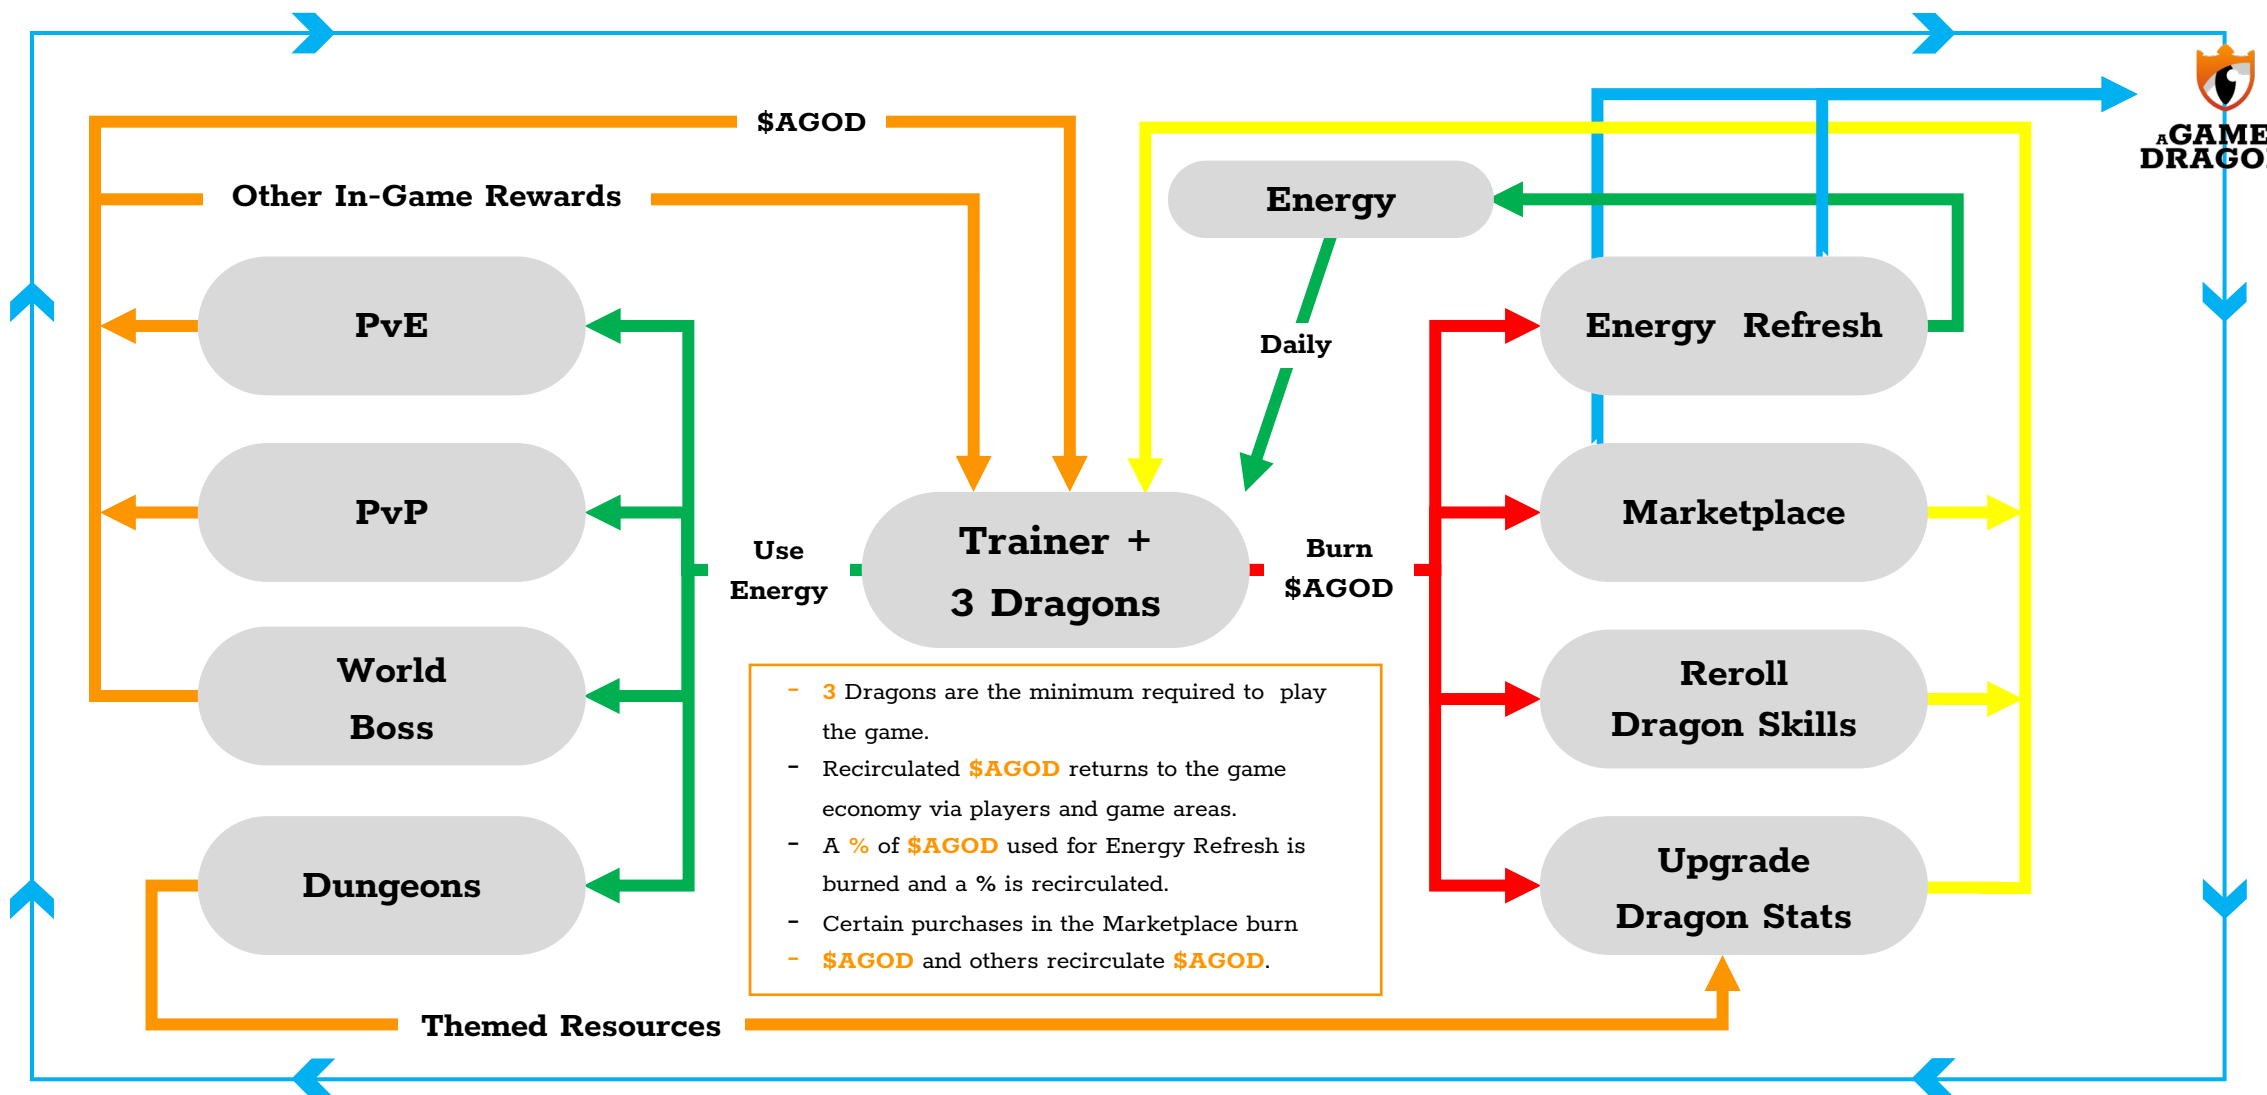 $AGOD
Other In-Game Rewards
Energy
AGAME
DRAGO
PvE
Daily
Energy Refresh
PvP
Marketplace
Use
Energy
Trainer +
3 Dragons
Burn
$AGOD
World
Boss
Reroll
Dragon Skills
- 3 Dragons are the minimum required to play
the game.
- Recirculated $AGOD returns to the game
economy via players and game areas.
- A % of $AGOD used for Energy Refresh is
burned and a % is recirculated.
- Certain purchases in the Marketplace burn
- $AGOD and others recirculate $AGOD.
Dungeons
Upgrade
Dragon Stats
Themed Resources